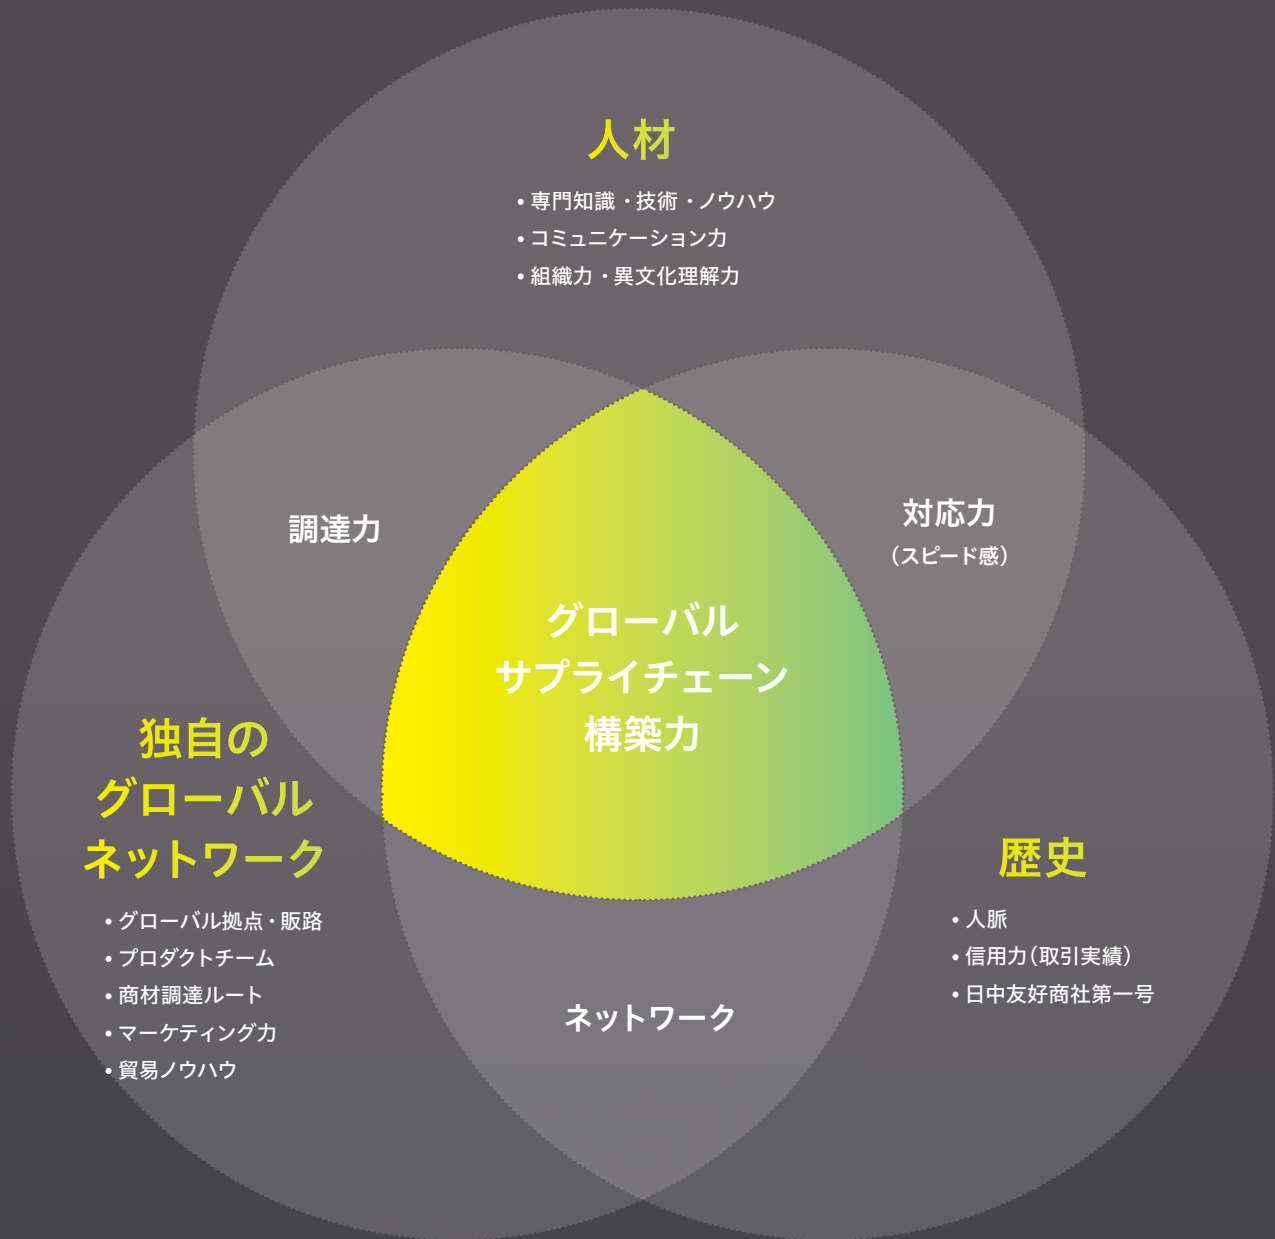 人材
• 専門知識・技術・ノウハウ
• コミュニケーション力
• 組織力・異文化理解力
調達力
対応力
（スピード感）
グローバル
サプライチェーン
構築力
独自の
グローバル
ネットワーク
• グローバル拠点・販路
• プロダクトチーム
• 商材調達ルート
• マーケティング力
• 貿易ノウハウ
歴史
• 人脈
• 信用力（取引実績）
• 日中友好商社第一号
ネットワーク